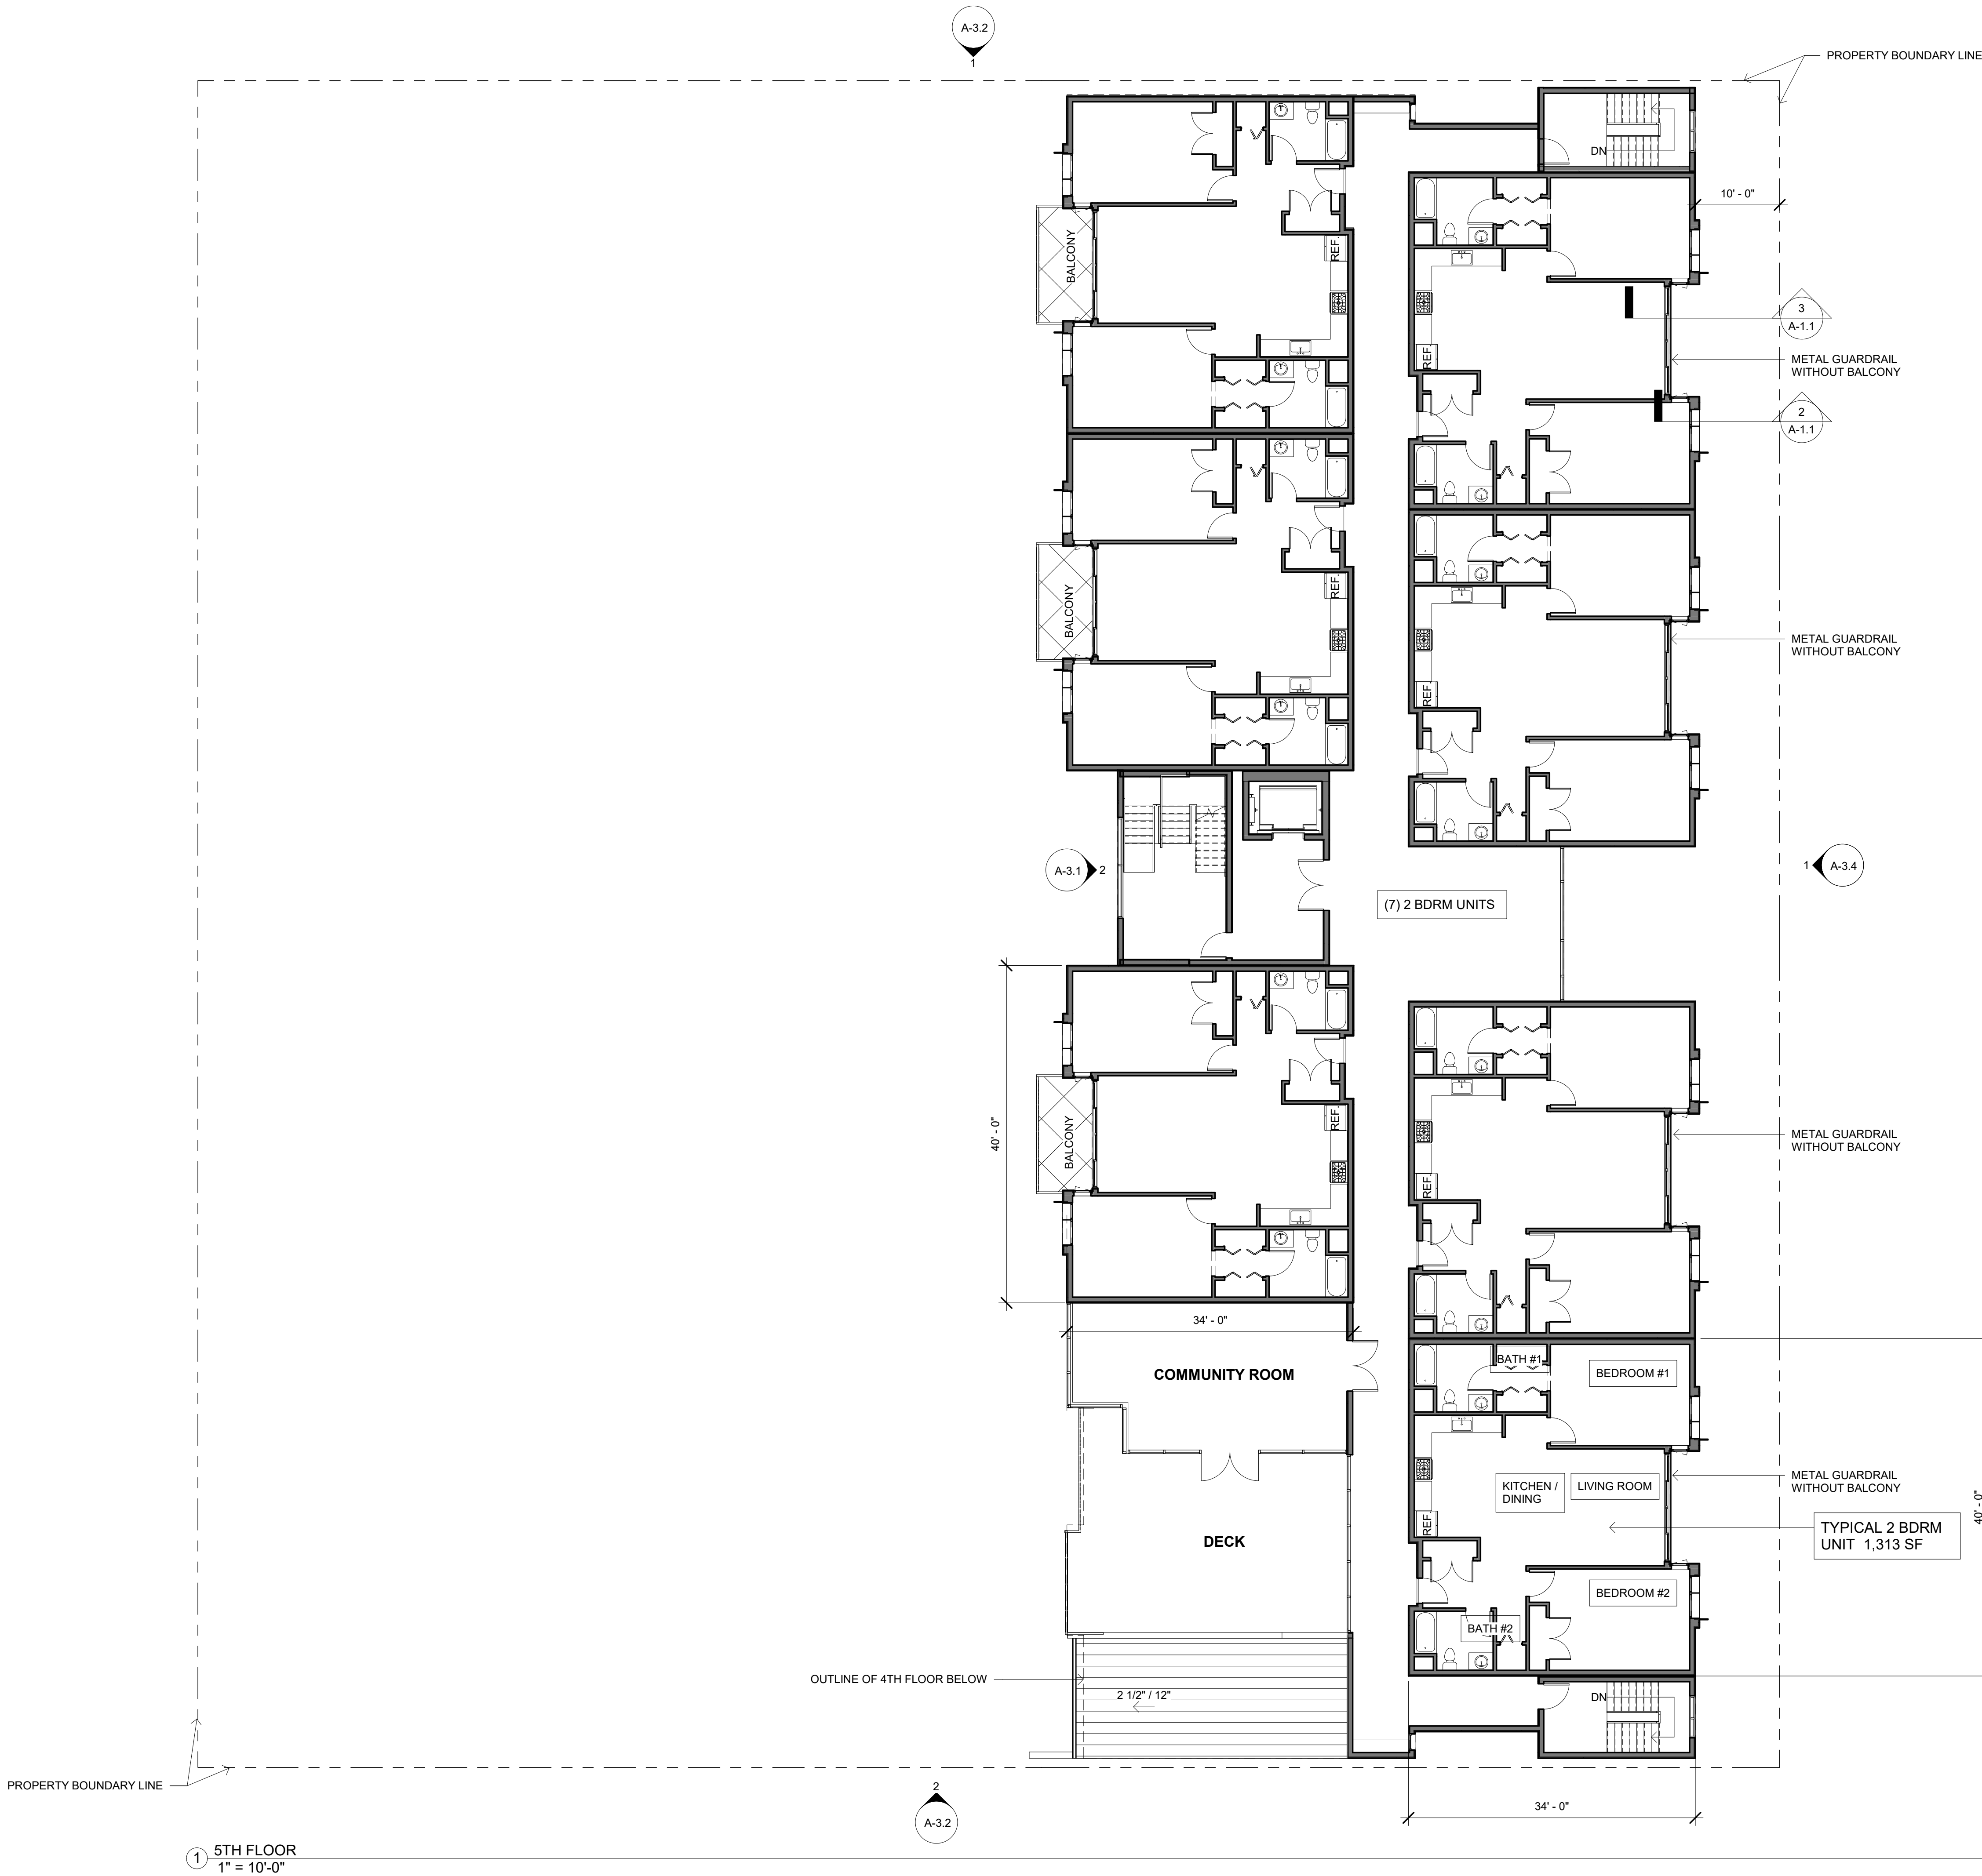 A-3.2
1
PROPERTY BOUNDARY LINE
DN
10' - 0"
BALCONY
REF.
3
A-1.1
METAL GUARDRAIL
WITHOUT BALCONY
REF.
2
A-1.1
BALCONY
REF.
METAL GUARDRAIL
WITHOUT BALCONY
REF.
A-3.1
2
1
A-3.4
(7) 2 BDRM UNITS
40' - 0"
BALCONY
REF.
METAL GUARDRAIL
WITHOUT BALCONY
REF.
34' - 0"
COMMUNITY ROOM
BATH #1
BEDROOM #1
KITCHEN /
DINING
LIVING ROOM
METAL GUARDRAIL
WITHOUT BALCONY
40' - 0"
REF.
TYPICAL 2 BDRM
UNIT 1,313 SF
DECK
BEDROOM #2
BATH #2
OUTLINE OF 4TH FLOOR BELOW
2 1/2" / 12"
DN
PROPERTY BOUNDARY LINE
2
A-3.2
34' - 0"
1
5TH FLOOR
1" = 10'-0"